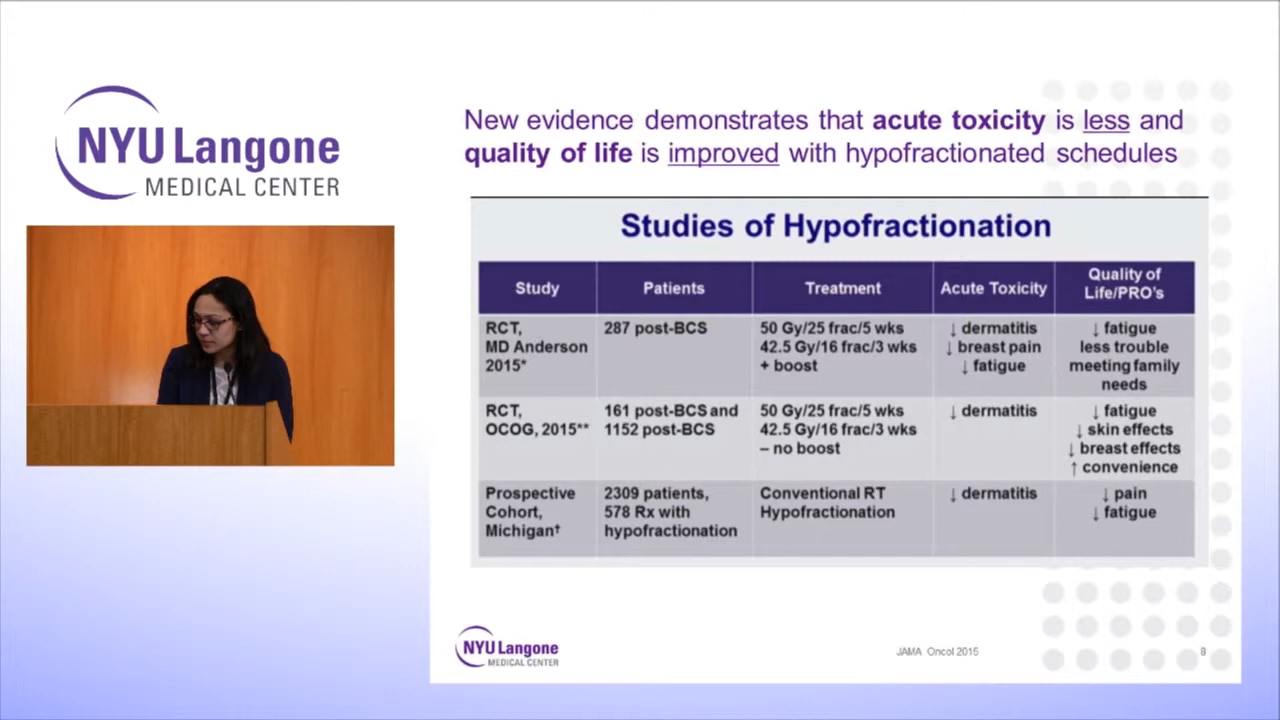 NYU Langone
MEDICAL CENTER
New evidence demonstrates that acute toxicity is less and
quality of life is improved with hypofractionated schedules
Studies of Hypofractionation
Study
Patients
Treatment
Acute Toxicity
Quality of
Life/PRO's
RCT,
MD Anderson
2015*
287 post-BCS
50 Gy/25 frac/5 wks
42.5 Gy/16 frac/3 wks
+ boost
↓ dermatitis
↓ breast pain
↓ fatigue
↓ fatigue
less trouble
meeting family
needs
RCT,
OCOG, 2015**
161 post-BCS and
1152 post-BCS
50 Gy/25 frac/5 wks
42.5 Gy/16 frac/3 wks
– no boost
↓ dermatitis
↓ fatigue
↓ skin effects
↓ breast effects
↑ convenience
Prospective
Cohort,
Michigan†
2309 patients,
578 Rx with
hypofractionation
Conventional RT
Hypofractionation
↓ dermatitis
↓ pain
↓ fatigue
NYU Langone
MEDICAL CENTER
JAMA Oncol 2015
8